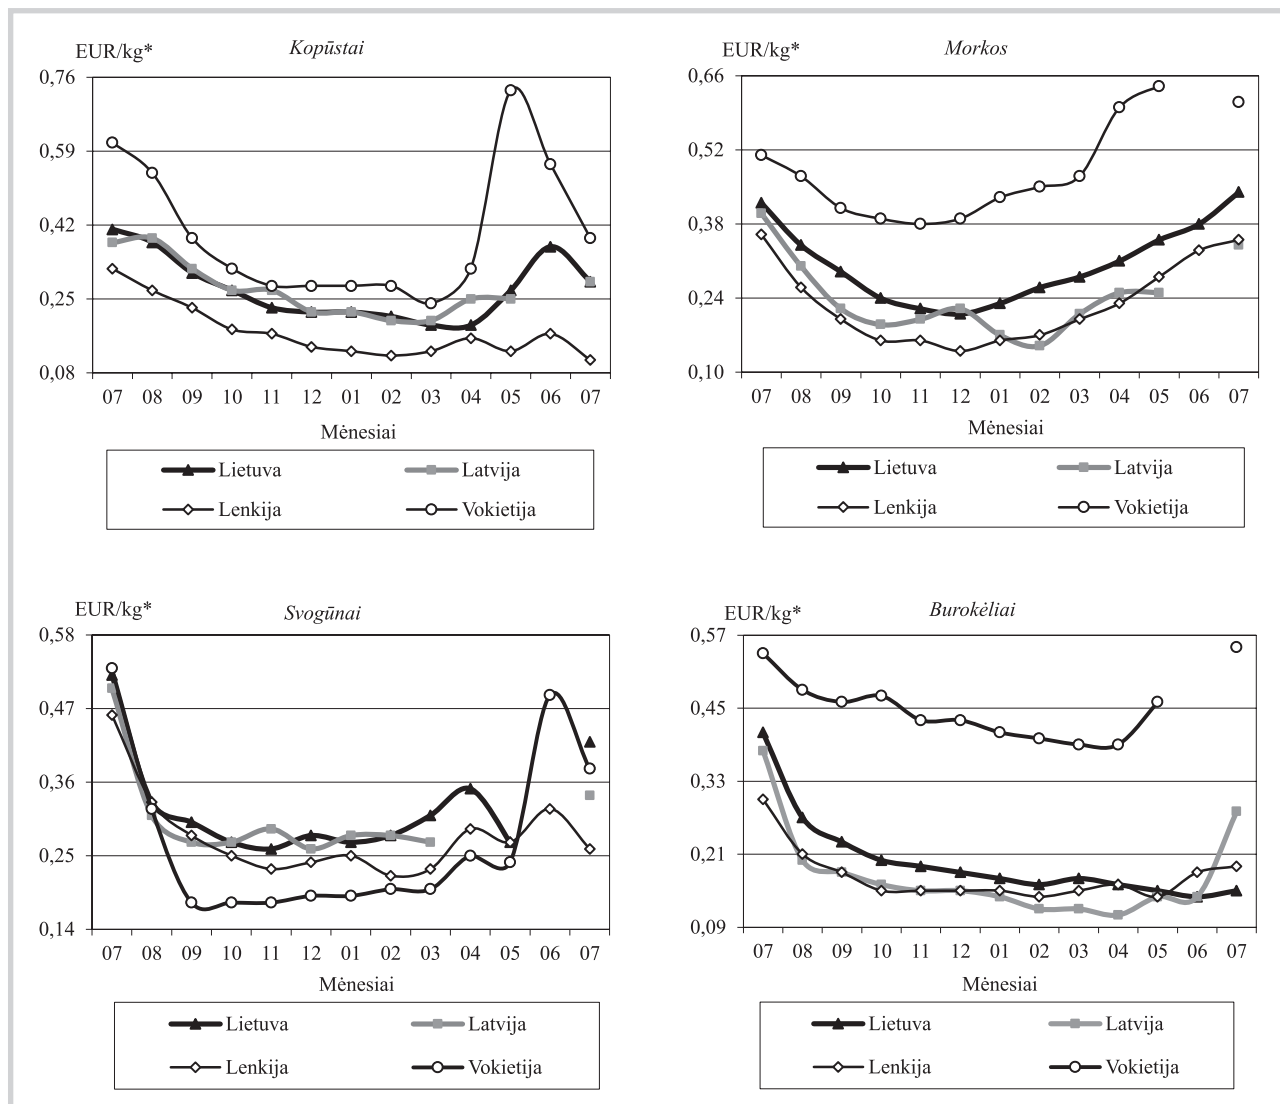 EUR/kg*
Kopūstai
0,76
0,59
0,42
0,25
0,08
07 08 09 10 11 12 01 02 03 04 05 06 07
Mėnesiai
Lietuva Latvija
Lenkija Vokietija
EUR/kg*
Morkos
0,66
0,52
0,38
0,24
0,10
07 08 09 10 11 12 01 02 03 04 05 06 07
Mėnesiai
Lietuva Latvija
Lenkija Vokietija
EUR/kg*
Svogūnai
0,58
0,47
0,36
0,25
0,14
07 08 09 10 11 12 01 02 03 04 05 06 07
Mėnesiai
Lietuva Latvija
Lenkija Vokietija
EUR/kg*
Burokėliai
0,57
0,45
0,33
0,21
0,09
07 08 09 10 11 12 01 02 03 04 05 06 07
Mėnesiai
Lietuva Latvija
Lenkija Vokietija